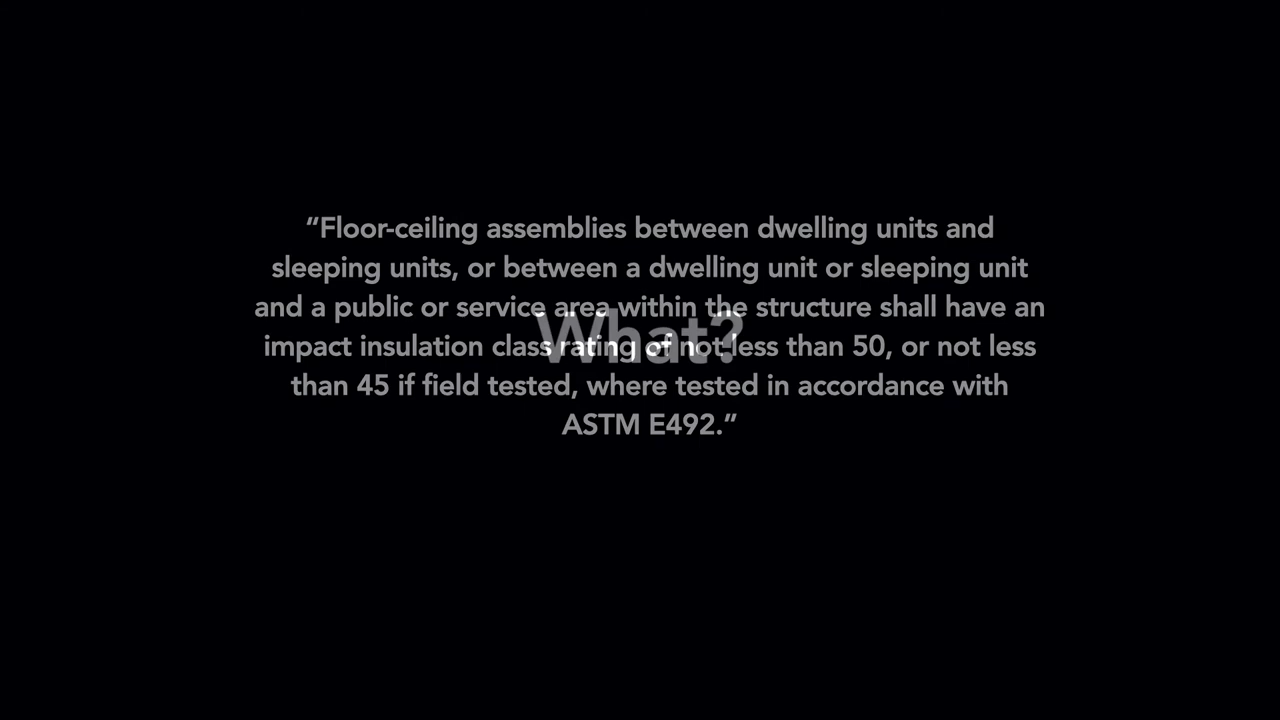 “Floor-ceiling assemblies between dwelling units and
sleeping units, or between a dwelling unit or sleeping unit
and a public or service area within the structure shall have an
What?
impact insulation class rating of not less than 50, or not less
than 45 if field tested, where tested in accordance with
ASTM E492.”